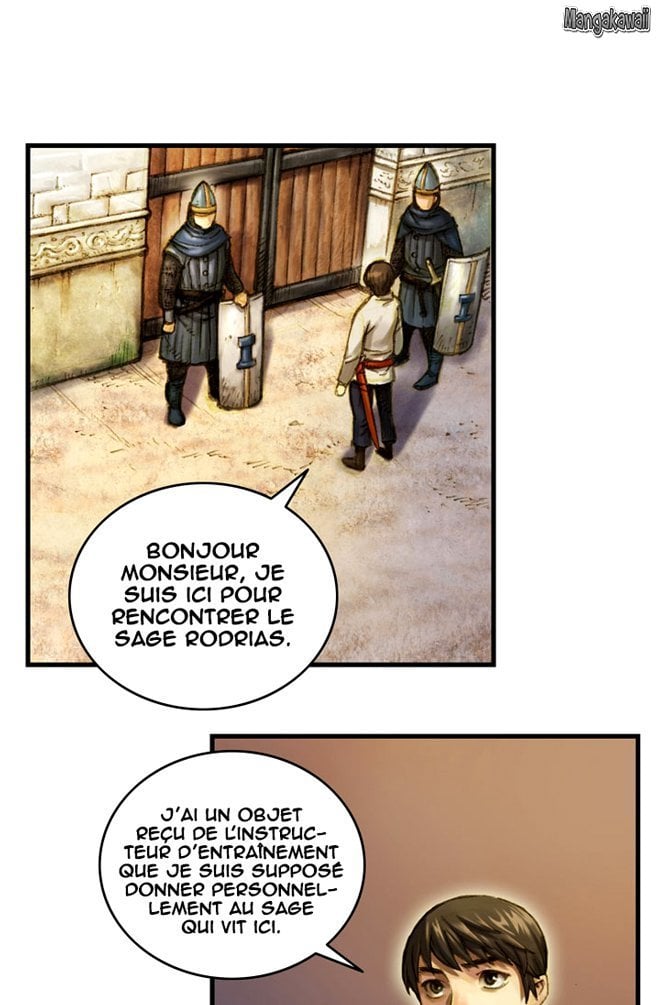 Mangakawaii
BONJOUR
MONSIEUR, JE
SUIS ICI POUR
RENCONTRER LE
SAGE RODRIAS.
J'AI UN OBJET
REÇU DE L'INSTRUC-
TEUR D'ENTRAÎNEMENT
QUE JE SUIS SUPPOSÉ
DONNER PERSONNEL-
LEMENT AU SAGE
QUI VIT ICI.